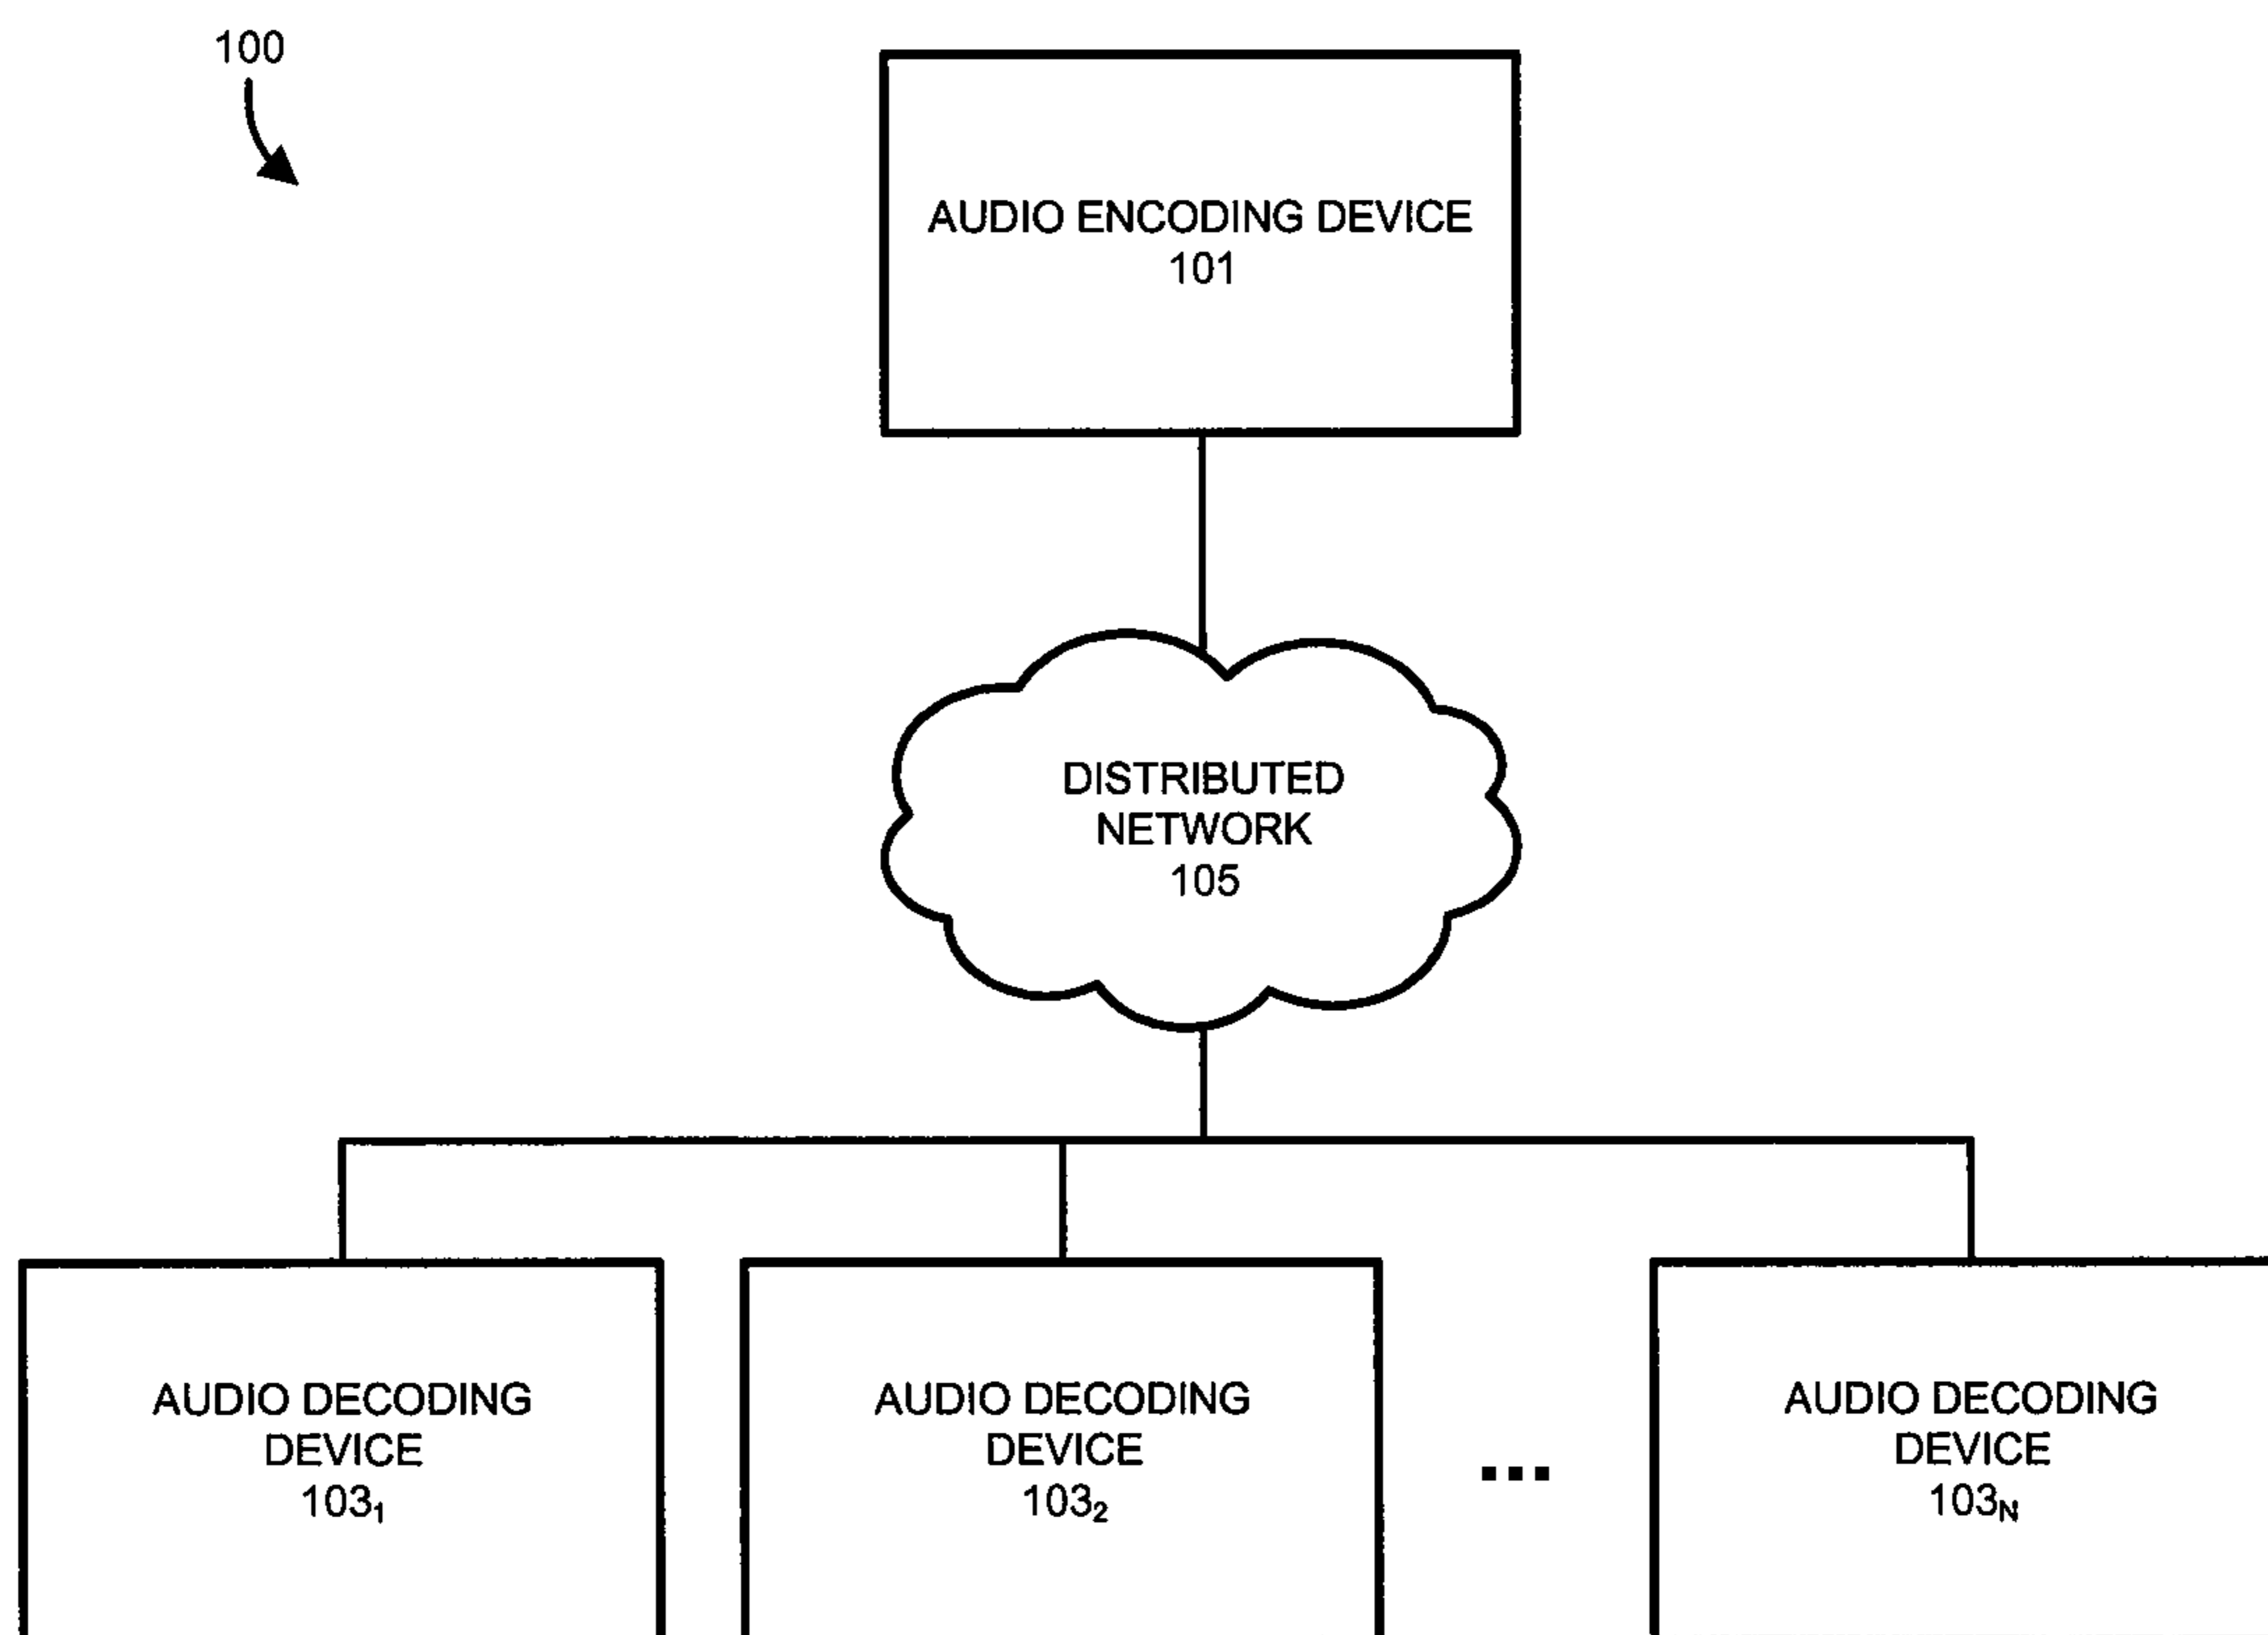 100
AUDIO ENCODING DEVICE
101
DISTRIBUTED
NETWORK
105
AUDIO DECODING
DEVICE
103₁
AUDIO DECODING
DEVICE
103₂
...
AUDIO DECODING
DEVICE
103ₙ